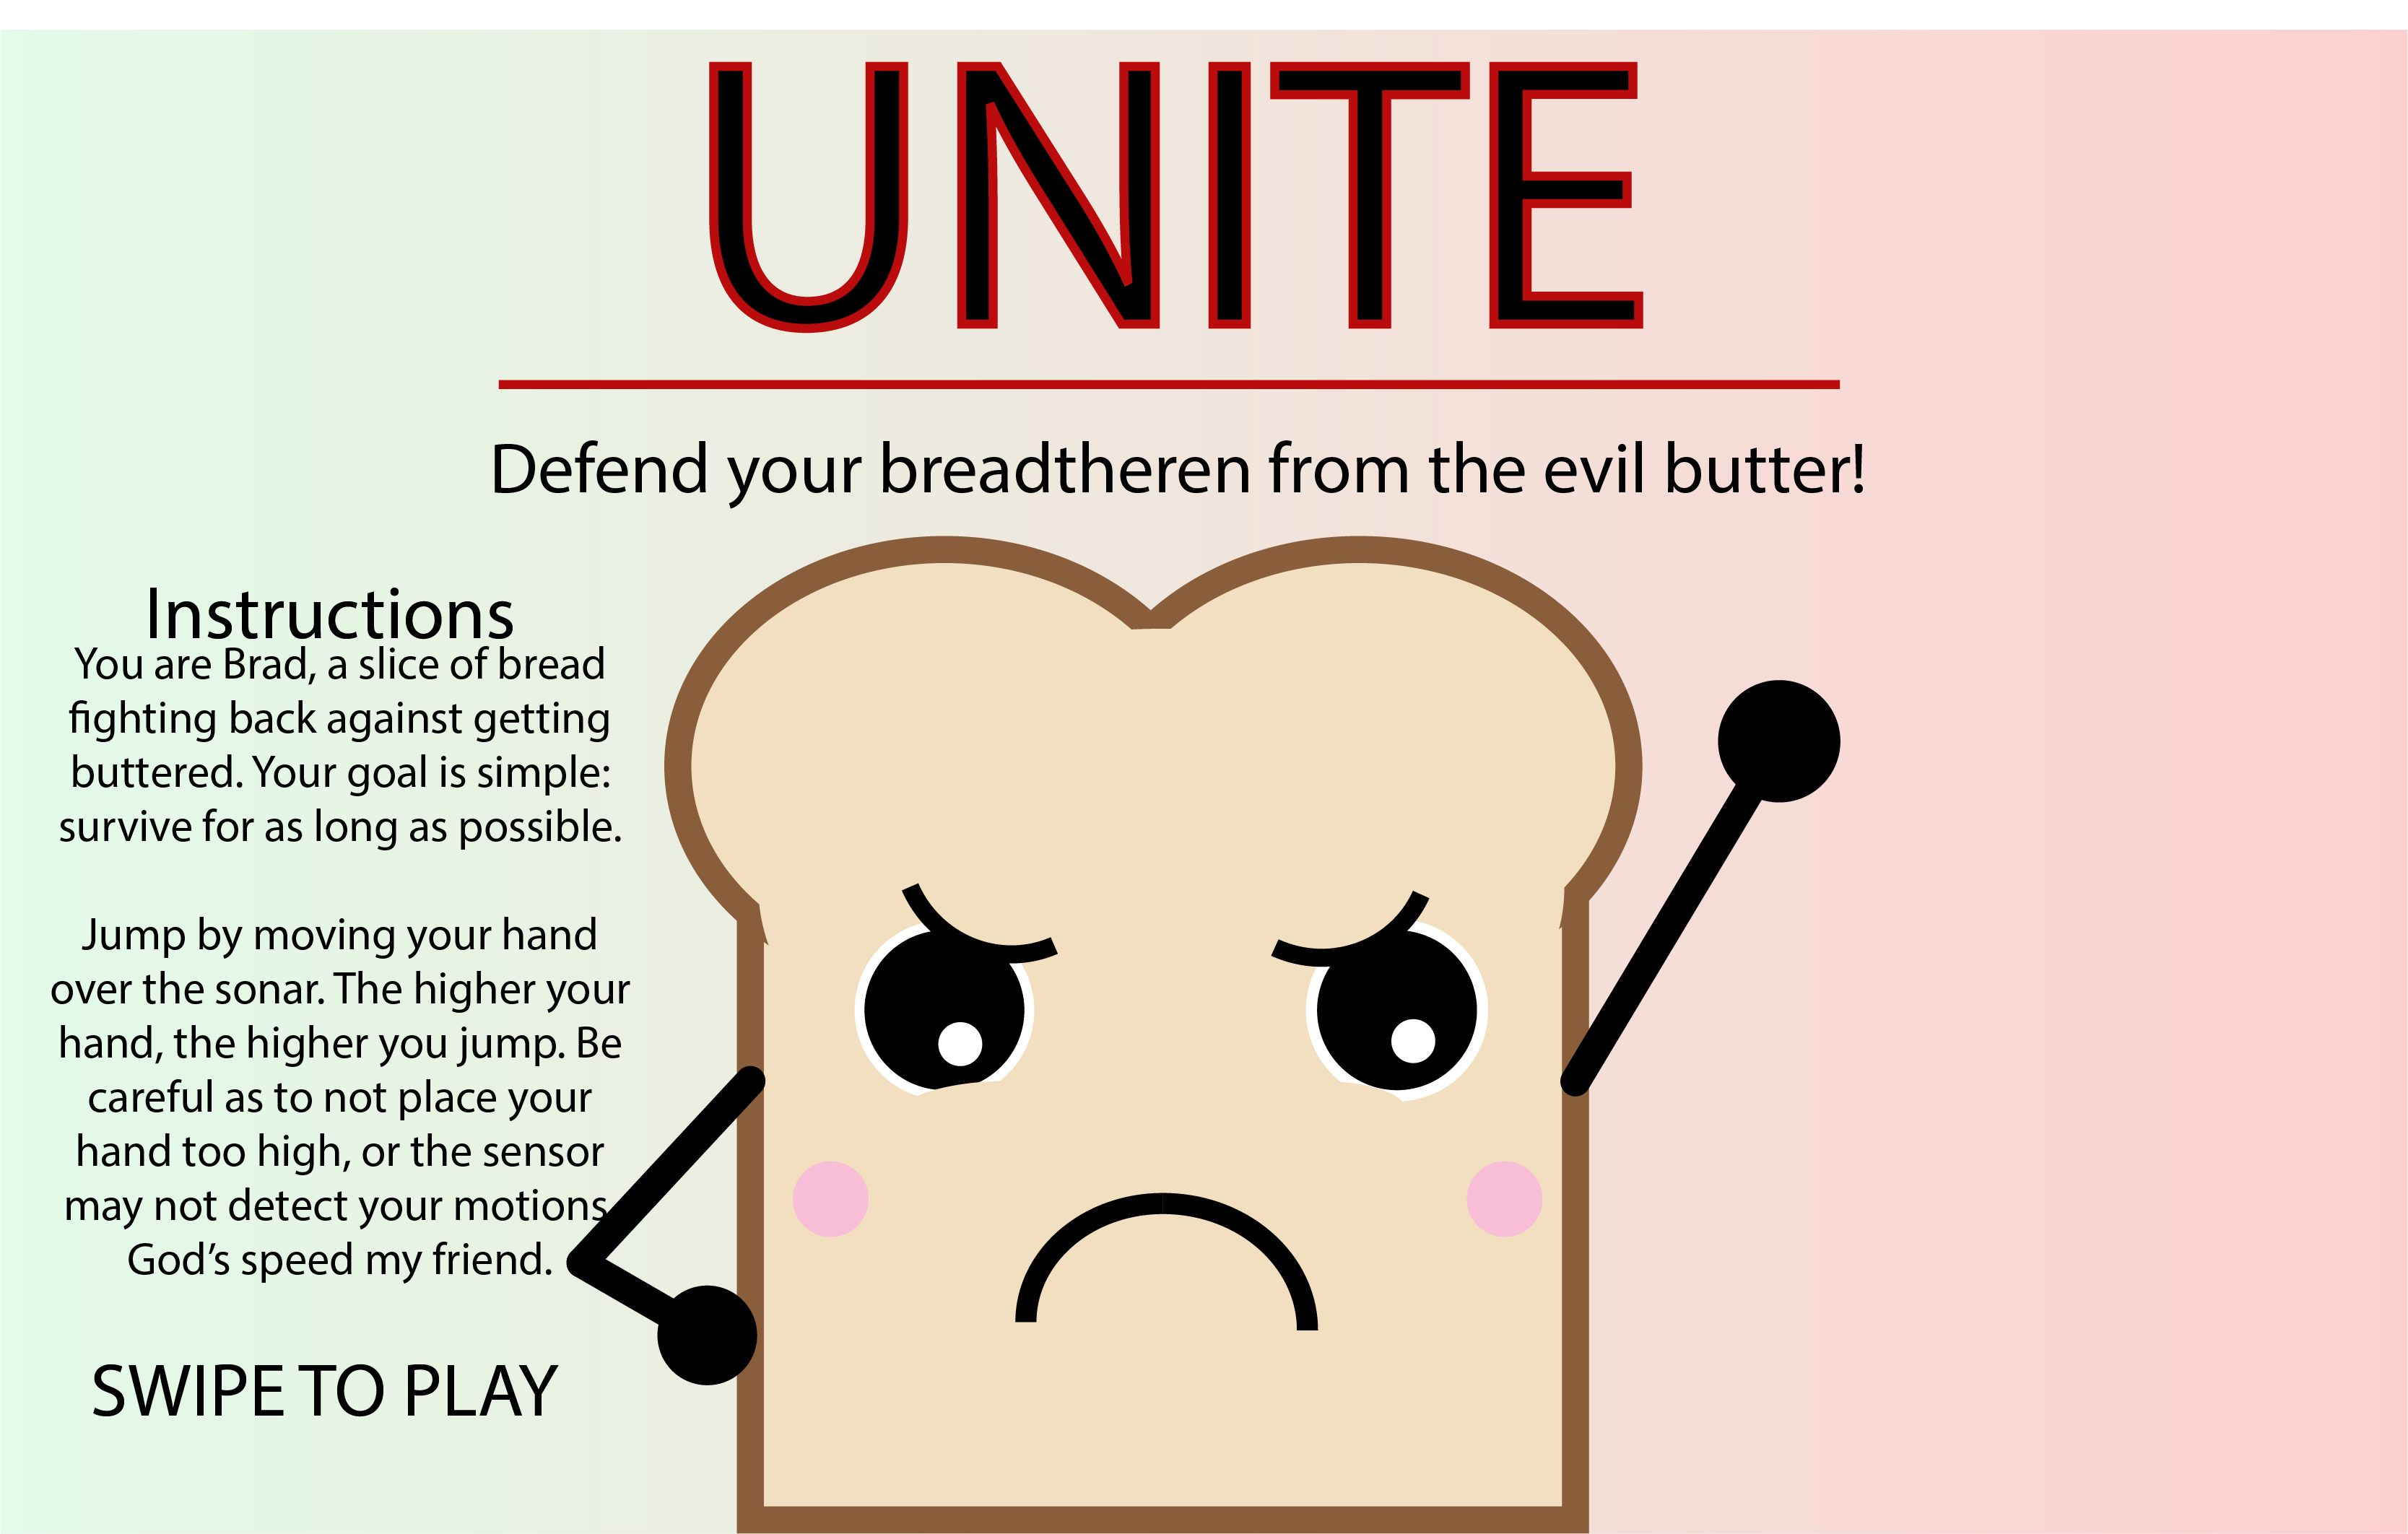 UNITE
Defend your breadtheren from the evil butter!
Instructions
You are Brad, a slice of bread
fighting back against getting
buttered. Your goal is simple:
survive for as long as possible.
Jump by moving your hand
over the sonar. The higher your
hand, the higher you jump. Be
careful as to not place your
hand too high, or the sensor
may not detect your motions
God’s speed my friend.
SWIPE TO PLAY